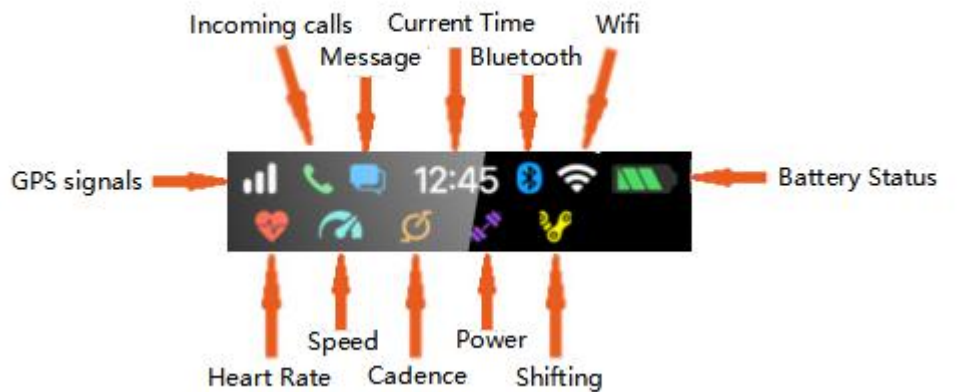 Incoming calls
Current Time
Wifi
Message
Bluetooth
GPS signals
12:45
Battery Status
Speed
Power
Heart Rate
Cadence
Shifting